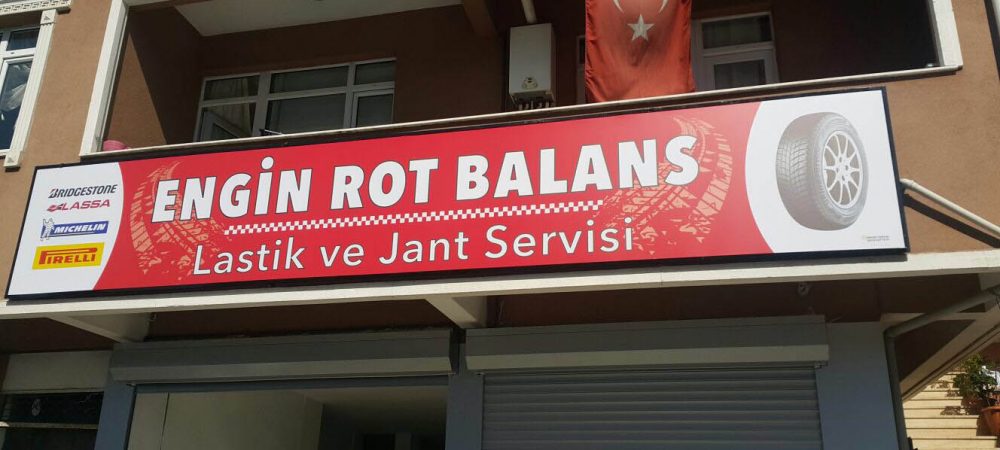 BRIDGESTONE
LASSA
MICHELIN
PIRELLI
ENGİN ROT BALANS
Lastik ve Jant Servisi